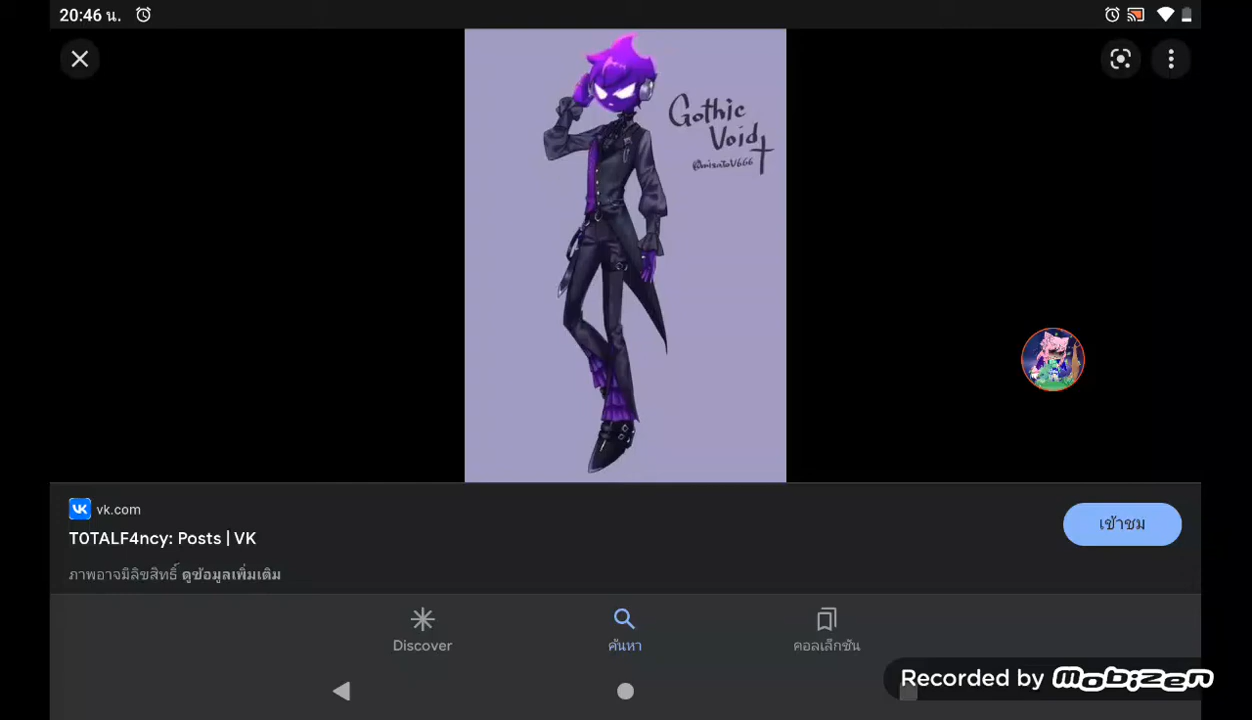 20:46 น.
Gothic
Void
@misatoV666
vk.com
T0TALF4ncy: Posts | VK
เข้าชม
ภาพอาจมีลิขสิทธิ์ ดูข้อมูลเพิ่มเติม
Discover
ค้นหา
คอลเล็กชัน
Recorded by Mobizen